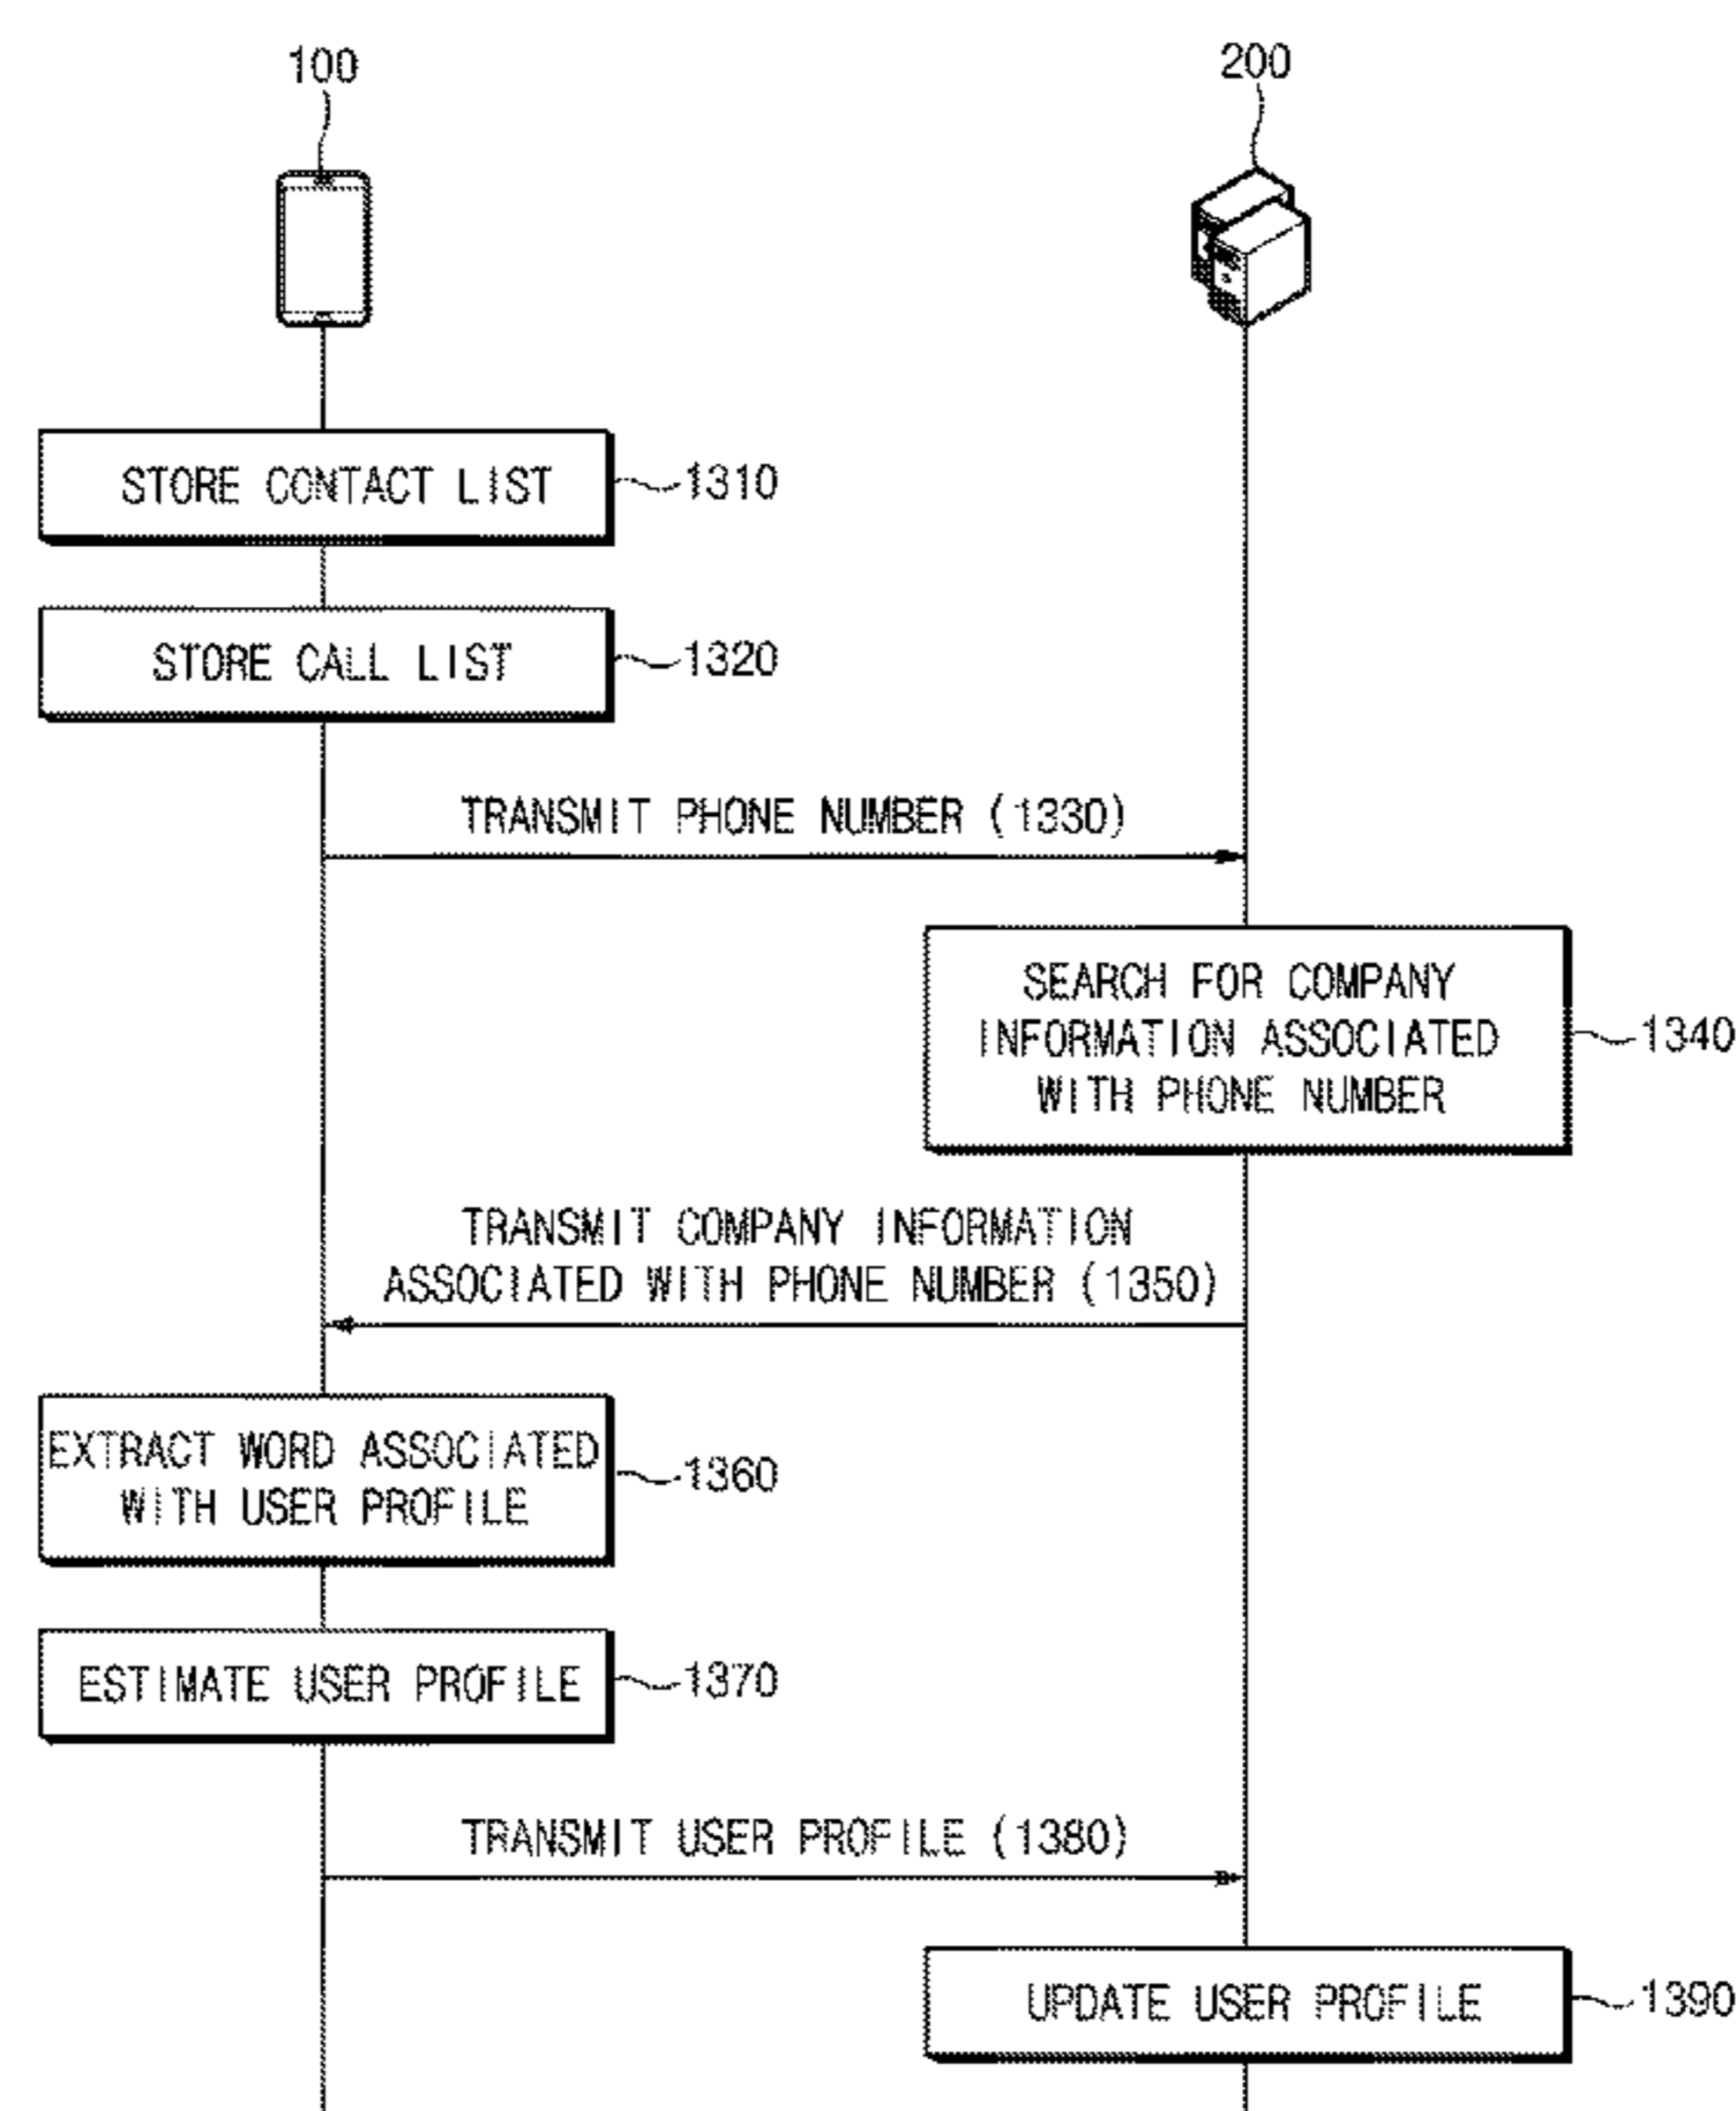 100
200
STORE CONTACT LIST
1310
STORE CALL LIST
1320
TRANSMIT PHONE NUMBER (1330)
SEARCH FOR COMPANY
INFORMATION ASSOCIATED
WITH PHONE NUMBER
1340
TRANSMIT COMPANY INFORMATION
ASSOCIATED WITH PHONE NUMBER (1350)
EXTRACT WORD ASSOCIATED
WITH USER PROFILE
1360
ESTIMATE USER PROFILE
1370
TRANSMIT USER PROFILE (1380)
UPDATE USER PROFILE
1390